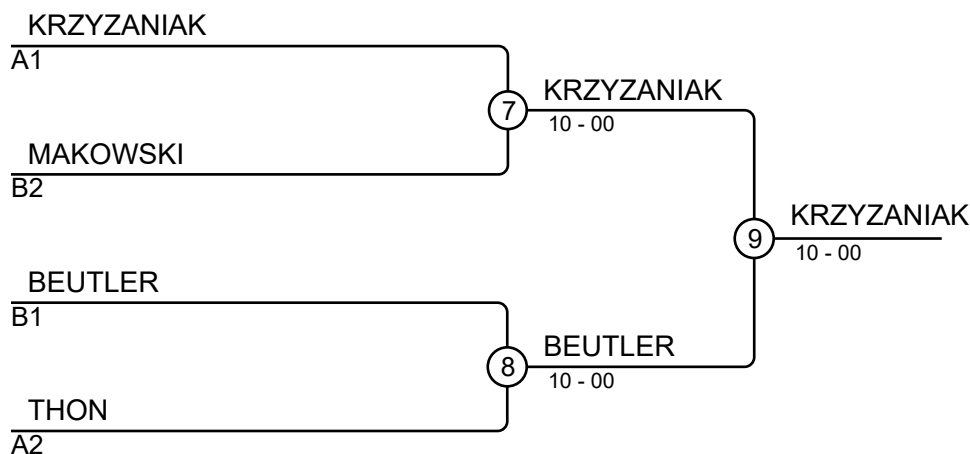 KRZYZANIAK
A1
7
KRZYZANIAK
10 - 00
MAKOWSKI
B2
9
KRZYZANIAK
10 - 00
BEUTLER
B1
8
BEUTLER
10 - 00
THON
A2